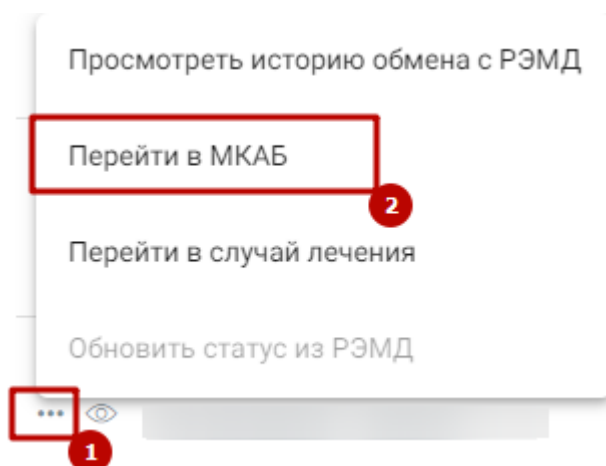 Просмотреть историю обмена с РЭМД
Перейти в МКАБ
2
Перейти в случай лечения
Обновить статус из РЭМД
•••
1